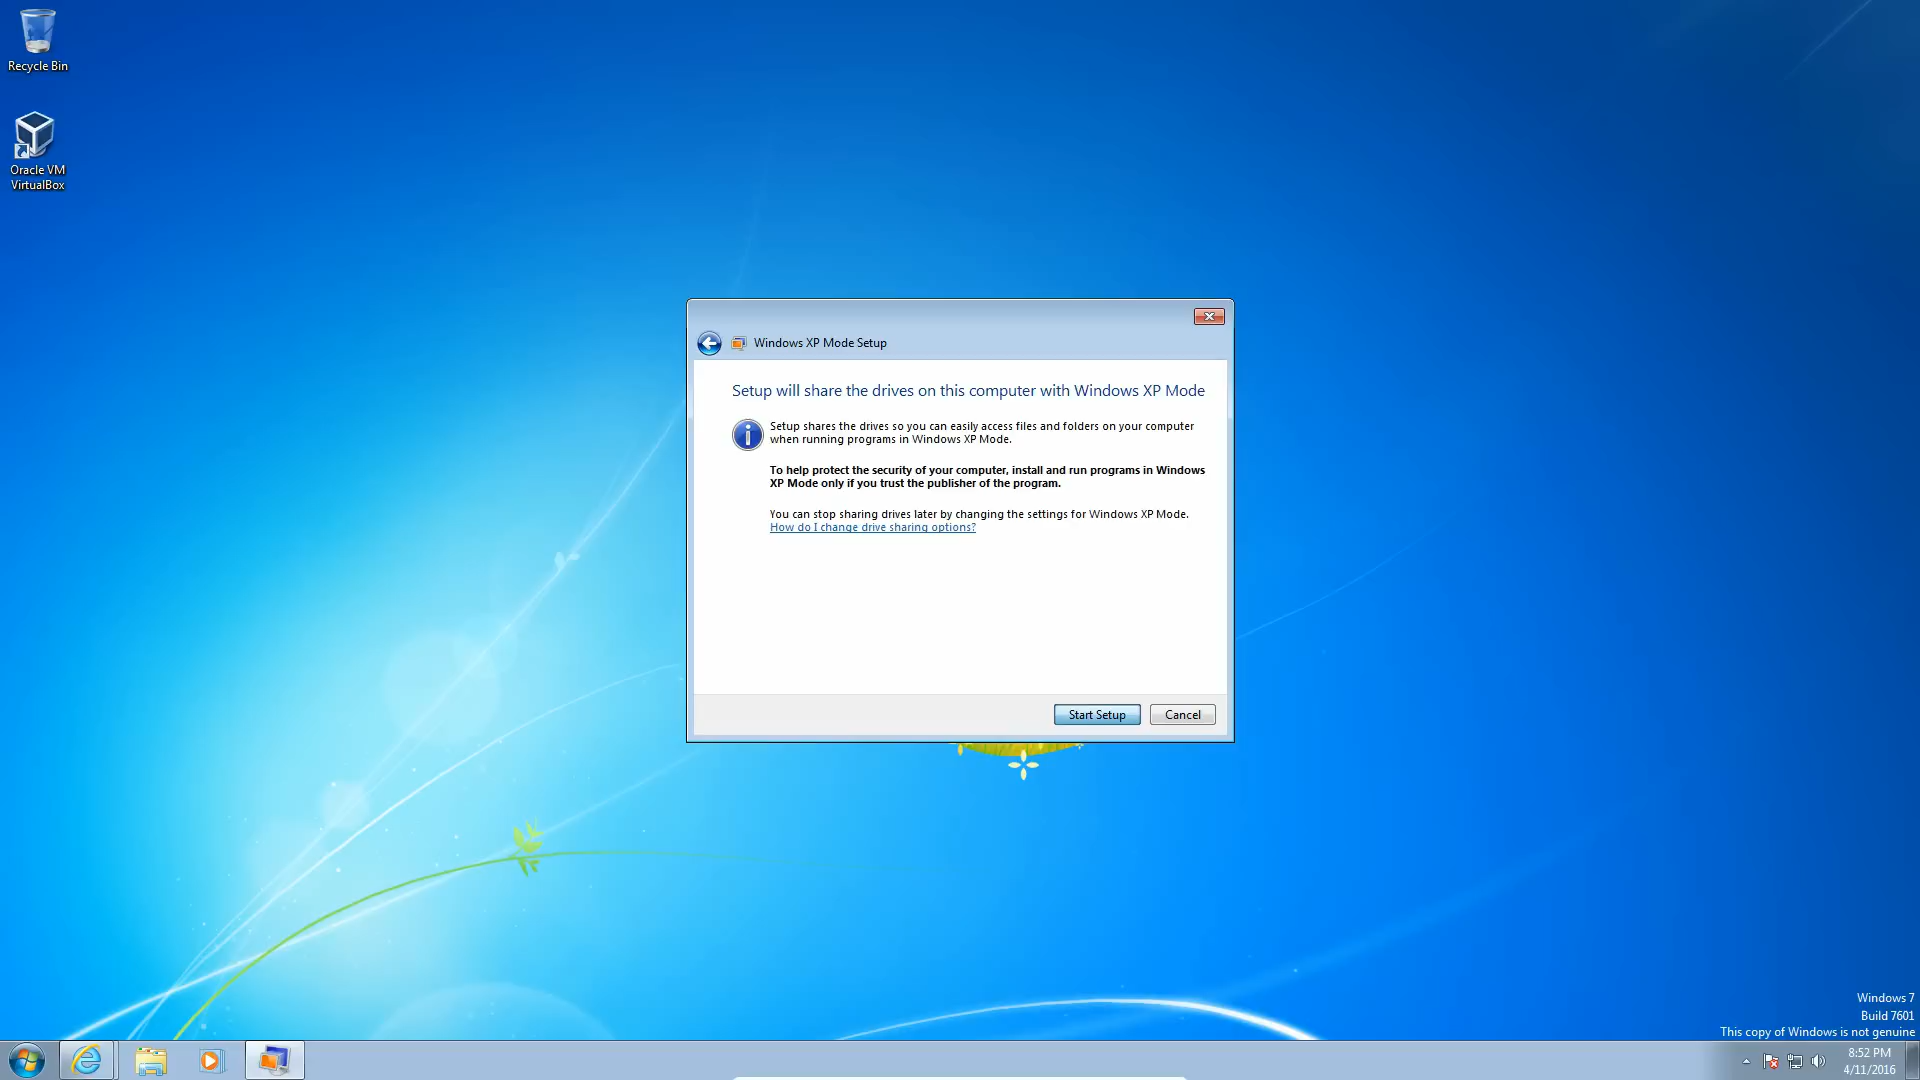 Recycle Bin
Oracle VM
VirtualBox
Windows XP Mode Setup
Setup will share the drives on this computer with Windows XP Mode
Setup shares the drives so you can easily access files and folders on your computer
when running programs in Windows XP Mode.
To help protect the security of your computer, install and run programs in Windows
XP Mode only if you trust the publisher of the program.
You can stop sharing drives later by changing the settings for Windows XP Mode.
How do I change drive sharing options?
Start Setup
Cancel
Windows 7
Build 7601
This copy of Windows is not genuine
8:52 PM
4/11/2016